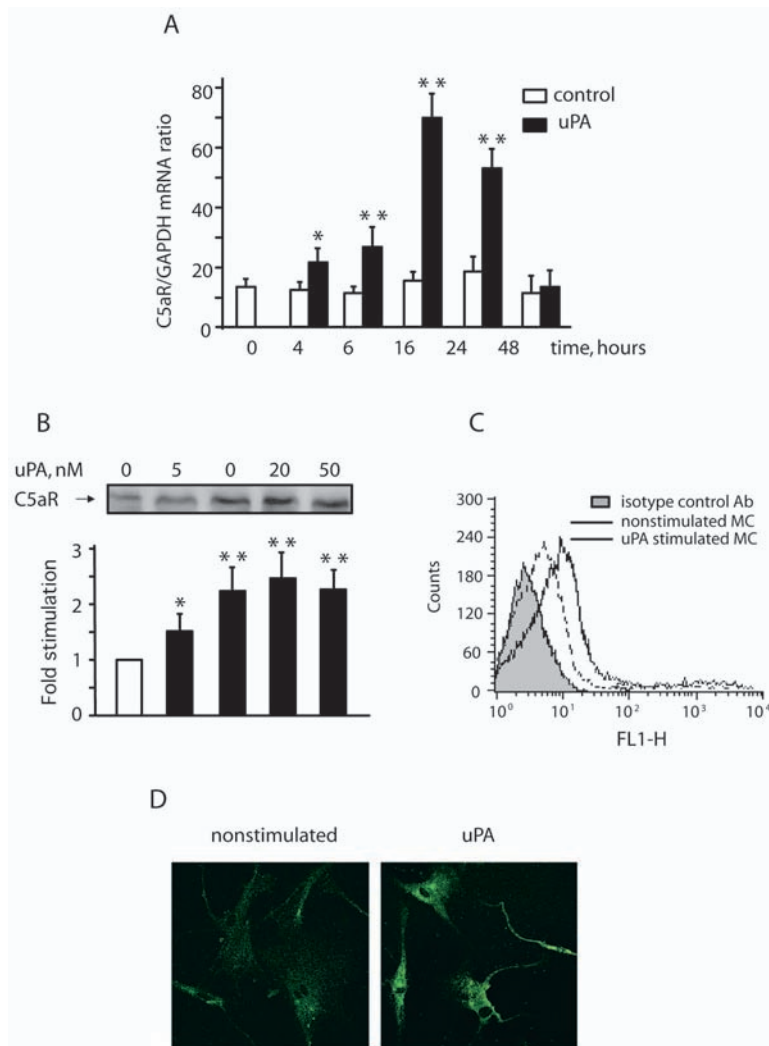 A
C5aR/GAPDH mRNA ratio
80
60
40
20
0
* ** ** **
control
uPA
0 4 6 16 24 48 time, hours
B
uPA, nM 0 5 0 20 50
C5aR →
Fold stimulation
3
2
1
0
* ** ** **
C
Counts
300
240
180
120
60
0
isotype control Ab
nonstimulated MC
uPA stimulated MC
10⁰ 10¹ 10² 10³ 10⁴
FL1-H
D
nonstimulated uPA